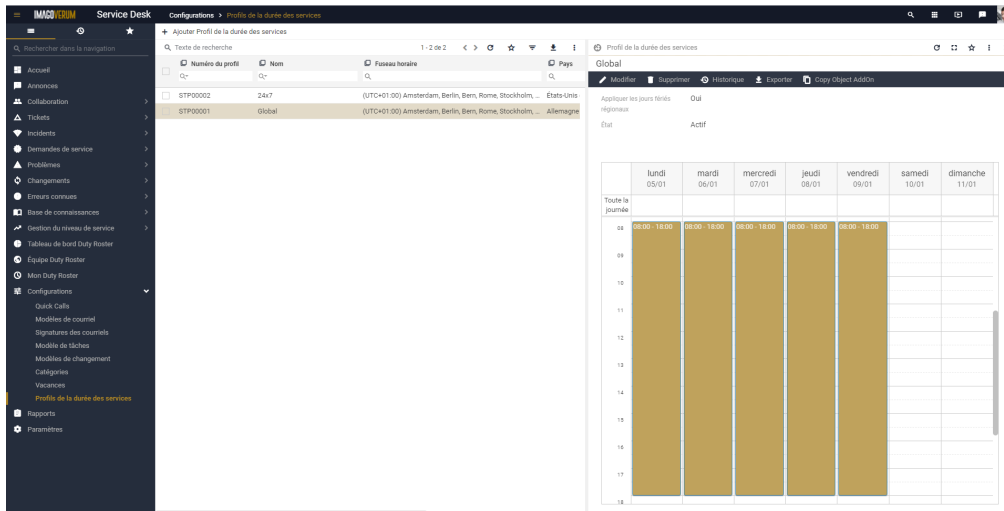 IMAGOVERUM Service Desk
Configurations > Profils de la durée des services
Rechercher dans la navigation
Accueil
Annonces
Collaboration
Tickets
Incidents
Demandes de service
Problèmes
Changements
Erreurs connues
Base de connaissances
Gestion du niveau de service
Tableau de bord Duty Roster
Équipe Duty Roster
Mon Duty Roster
Configurations
Quick Calls
Modèles de courriel
Signatures des courriels
Modèle de tâches
Modèles de changement
Catégories
Vacances
Profils de la durée des services
Rapports
Paramètres
+ Ajouter Profil de la durée des services
Texte de recherche 1 - 2 de 2
Numéro du profil Nom Fuseau horaire Pays
STP00002 24x7 (UTC+01:00) Amsterdam, Berlin, Bern, Rome, Stockholm, ... États-Unis
STP00001 Global (UTC+01:00) Amsterdam, Berlin, Bern, Rome, Stockholm, ... Allemagne
Profil de la durée des services
Global
Modifier Supprimer Historique Exporter Copy Object AddOn
Appliquer les jours fériés Oui
régionaux
État Actif
lundi mardi mercredi jeudi vendredi samedi dimanche
05/01 06/01 07/01 08/01 09/01 10/01 11/01
Toute la
journée
08 08:00 - 18:00 08:00 - 18:00 08:00 - 18:00 08:00 - 18:00 08:00 - 18:00
09
10
11
12
13
14
15
16
17
18